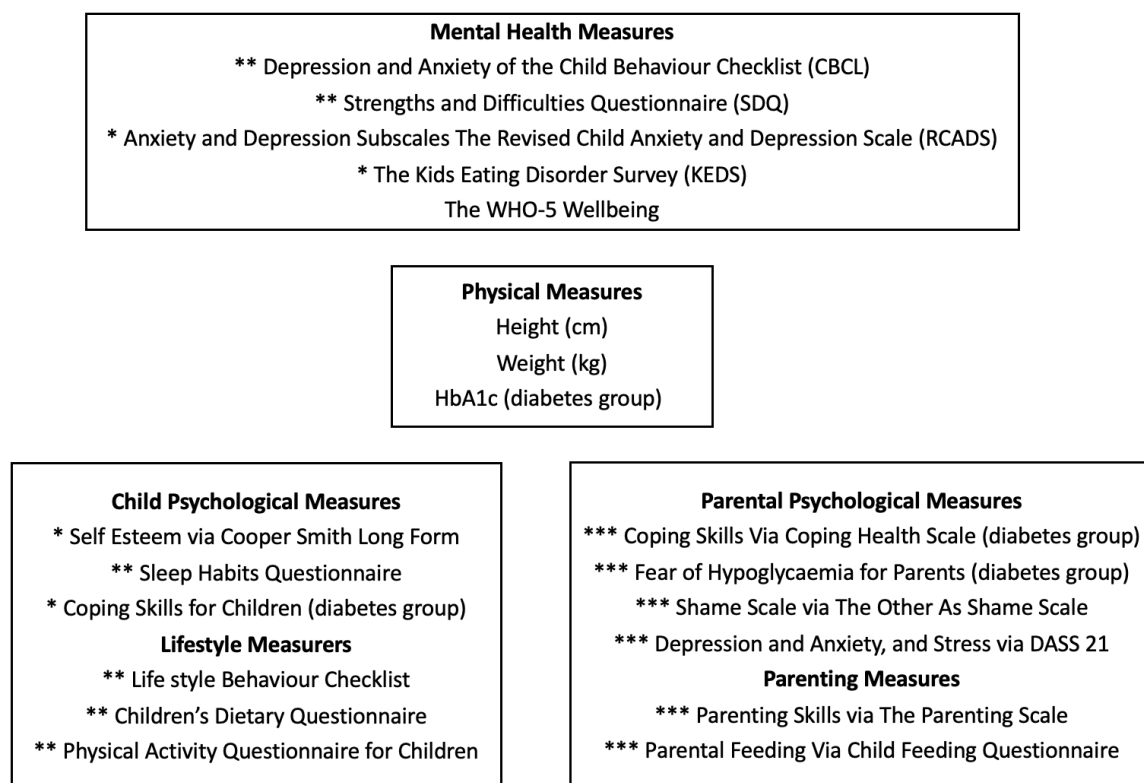 Mental Health Measures
** Depression and Anxiety of the Child Behaviour Checklist (CBCL)
** Strengths and Difficulties Questionnaire (SDQ)
* Anxiety and Depression Subscales The Revised Child Anxiety and Depression Scale (RCADS)
* The Kids Eating Disorder Survey (KEDS)
The WHO-5 Wellbeing
Physical Measures
Height (cm)
Weight (kg)
HbA1c (diabetes group)
Child Psychological Measures
* Self Esteem via Cooper Smith Long Form
** Sleep Habits Questionnaire
* Coping Skills for Children (diabetes group)
Lifestyle Measurers
** Life style Behaviour Checklist
** Children’s Dietary Questionnaire
** Physical Activity Questionnaire for Children
Parental Psychological Measures
*** Coping Skills Via Coping Health Scale (diabetes group)
*** Fear of Hypoglycaemia for Parents (diabetes group)
*** Shame Scale via The Other As Shame Scale
*** Depression and Anxiety, and Stress via DASS 21
Parenting Measures
*** Parenting Skills via The Parenting Scale
*** Parental Feeding Via Child Feeding Questionnaire